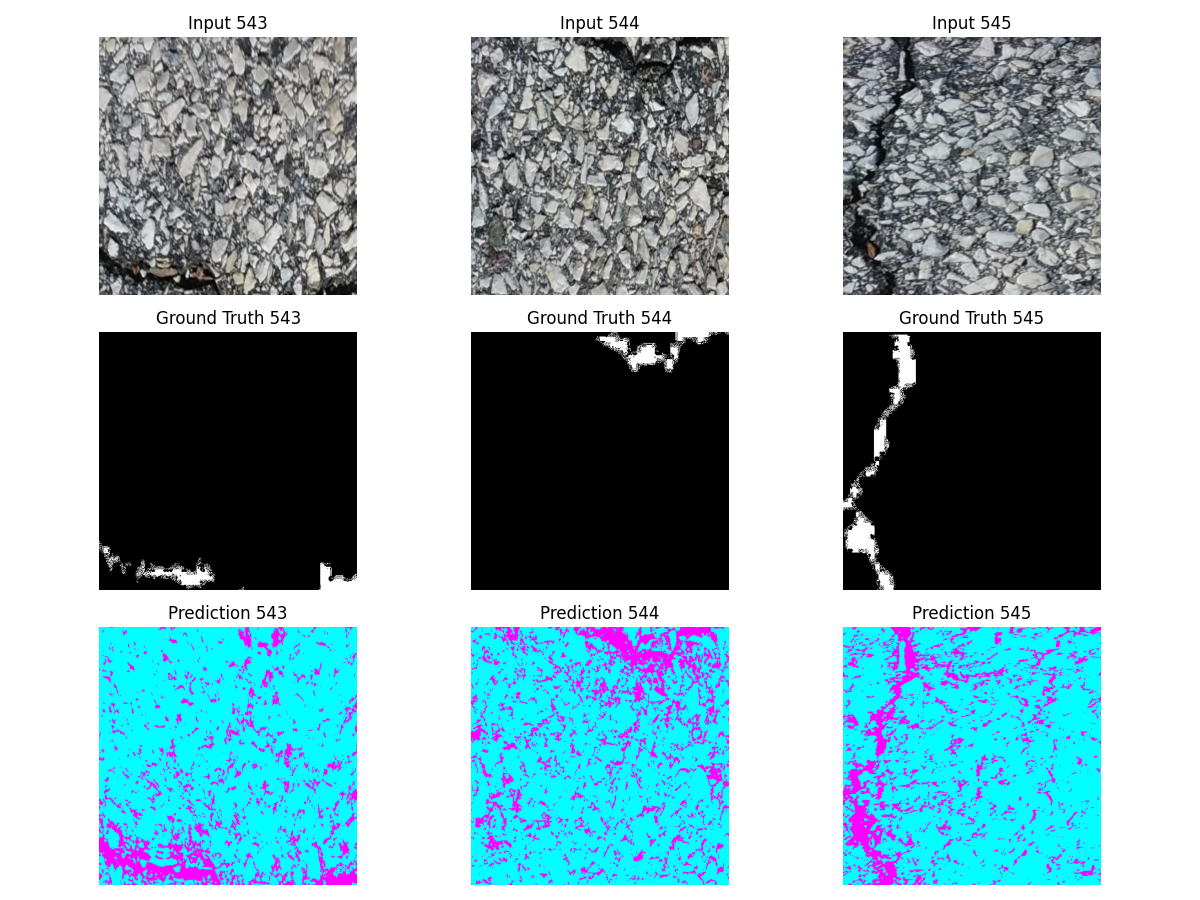 Input 543
Input 544
Input 545
Ground Truth 543
Ground Truth 544
Ground Truth 545
Prediction 543
Prediction 544
Prediction 545